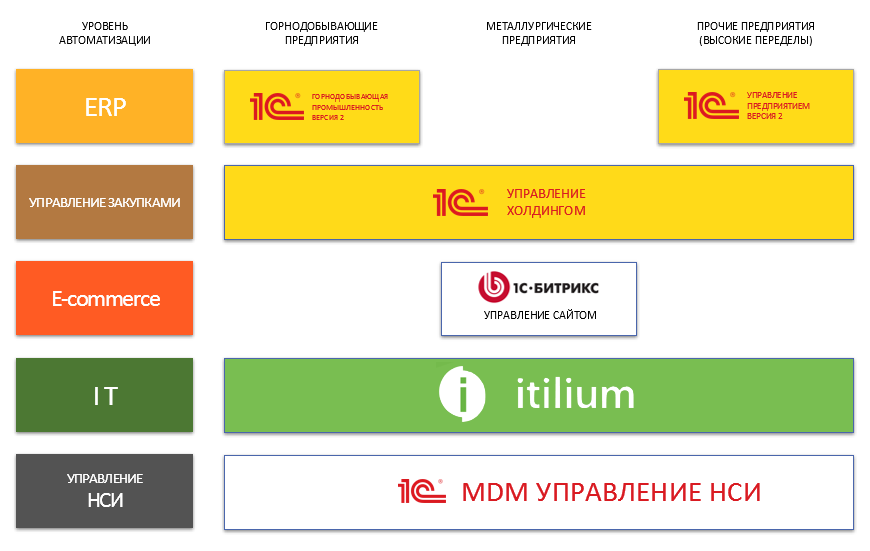 УРОВЕНЬ
АВТОМАТИЗАЦИИ
ГОРНОДОБЫВАЮЩИЕ
ПРЕДПРИЯТИЯ
МЕТАЛЛУРГИЧЕСКИЕ
ПРЕДПРИЯТИЯ
ПРОЧИЕ ПРЕДПРИЯТИЯ
(ВЫСОКИЕ ПЕРЕДЕЛЫ)
ERP
1С®
ГОРНОДОБЫВАЮЩАЯ
ПРОМЫШЛЕННОСТЬ
ВЕРСИЯ 2
1С®
УПРАВЛЕНИЕ
ПРЕДПРИЯТИЕМ
ВЕРСИЯ 2
УПРАВЛЕНИЕ ЗАКУПКАМИ
1С®
УПРАВЛЕНИЕ
ХОЛДИНГОМ
E-commerce
1С-БИТРИКС
УПРАВЛЕНИЕ САЙТОМ
IT
itilium
УПРАВЛЕНИЕ
НСИ
1С® MDM УПРАВЛЕНИЕ НСИ